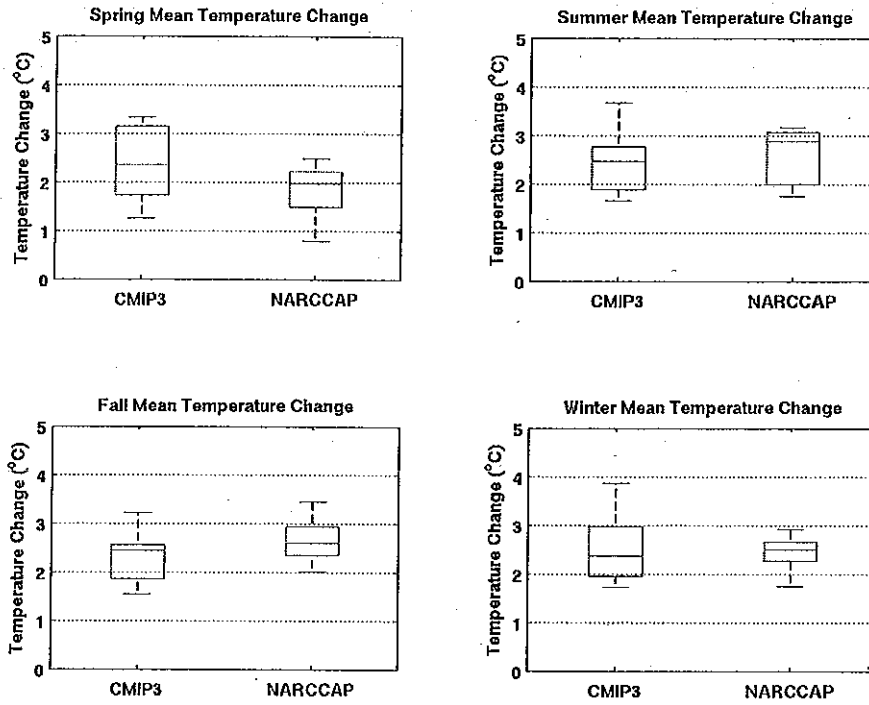 Spring Mean Temperature Change
Temperature Change (°C)
5
4
3
2
1
0
CMIP3 NARCCAP
Summer Mean Temperature Change
Temperature Change (°C)
5
4
3
2
1
0
CMIP3 NARCCAP
Fall Mean Temperature Change
Temperature Change (°C)
5
4
3
2
1
0
CMIP3 NARCCAP
Winter Mean Temperature Change
Temperature Change (°C)
5
4
3
2
1
0
CMIP3 NARCCAP